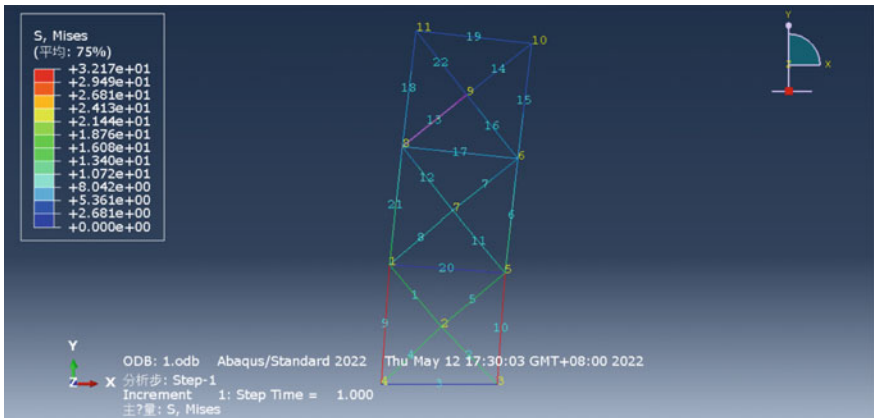 S, Mises
(平均: 75%)
+3.217e+01
+2.949e+01
+2.681e+01
+2.413e+01
+2.144e+01
+1.876e+01
+1.608e+01
+1.340e+01
+1.072e+01
+8.042e+00
+5.361e+00
+2.681e+00
+0.000e+00
11
19
10
22
14
18
9
15
13
16
8
17
6
12
7
21
7
6
8
11
1
20
5
1
5
9
2
10
4
2
4
3
3
Y
X
Z
Y
Z
X
ODB: 1.odb Abaqus/Standard 2022 Thu May 12 17:30:03 GMT+08:00 2022
分析步: Step-1
Increment 1: Step Time = 1.000
主?量: S, Mises